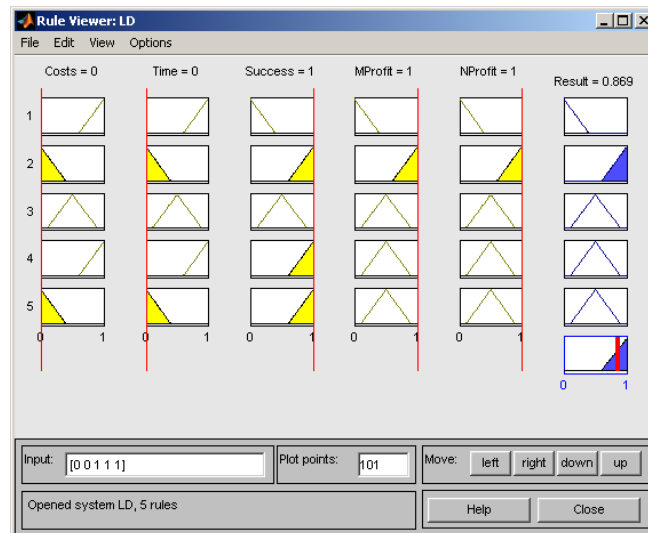 Rule Viewer: LD
File Edit View Options
Costs = 0 Time = 0 Success = 1 MProfit = 1 NProfit = 1 Result = 0.869
1
2
3
4
5
0 1 0 1 0 1 0 1 0 1
0 1
Input: [0 0 1 1 1] Plot points: 101 Move: left right down up
Opened system LD, 5 rules Help Close